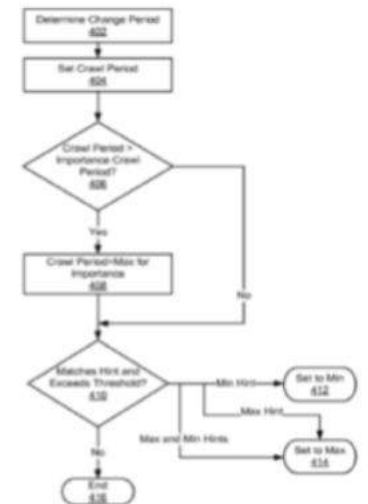 Determine Change Period
402
Set Crawl Period
404
Crawl Period >
Importance Crawl
Period?
406
Yes
Crawl Period=Max for
Importance
408
No
Matches Hint and
Exceeds Threshold?
410
Min Hint
Set to Min
412
Max Hint
Max and Min Hints
Set to Max
414
No
End
416